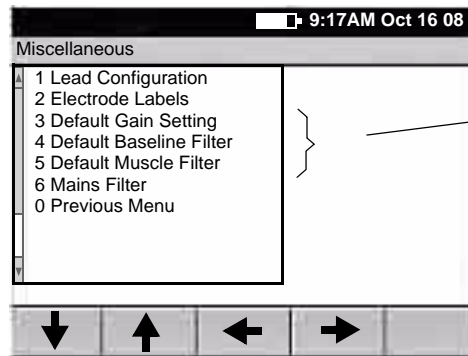 9:17AM Oct 16 08
Miscellaneous
1 Lead Configuration
2 Electrode Labels
3 Default Gain Setting
4 Default Baseline Filter
5 Default Muscle Filter
6 Mains Filter
0 Previous Menu